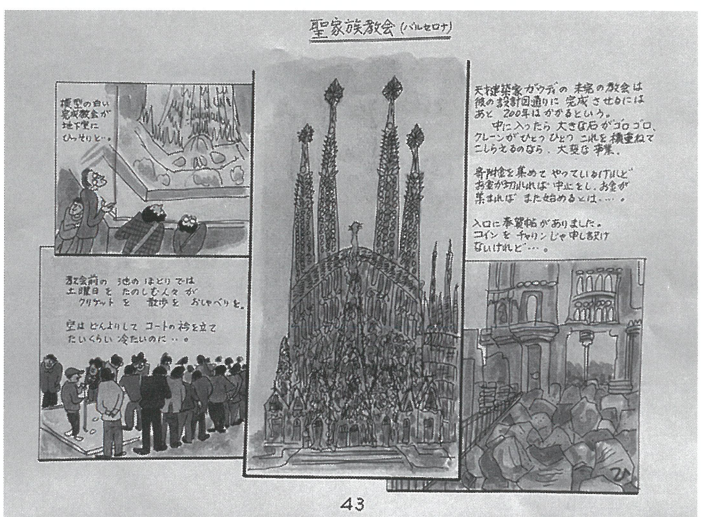 聖家族教会 (バルセロナ)
模型の白い
完成教会が
地下室に
ひっそりと…。
天才建築家ガウディの 未完の教会は
彼の設計図通りに 完成させるには
あと 200年はかかるという。
中に入ったら 大きな石がゴロゴロ、
クレーンがひとつ ひとつ これを積重ねて
こしらえるのなら、大変な事業。
寄附金を集めて やっているけれど
お金が切れれば 中止をし、お金が
集まれば また始めるとは…。
入口に奉賀帖がありました。
コインを チャリンじゃ申し訳け
ないけれど…。
教会前の 池の ほとりでは
土曜日を たのしむ人々が
クリケットを 散歩を おしゃべりを。
空はどんよりして コートの衿を立て
たいくらい 冷たいのに…。
43